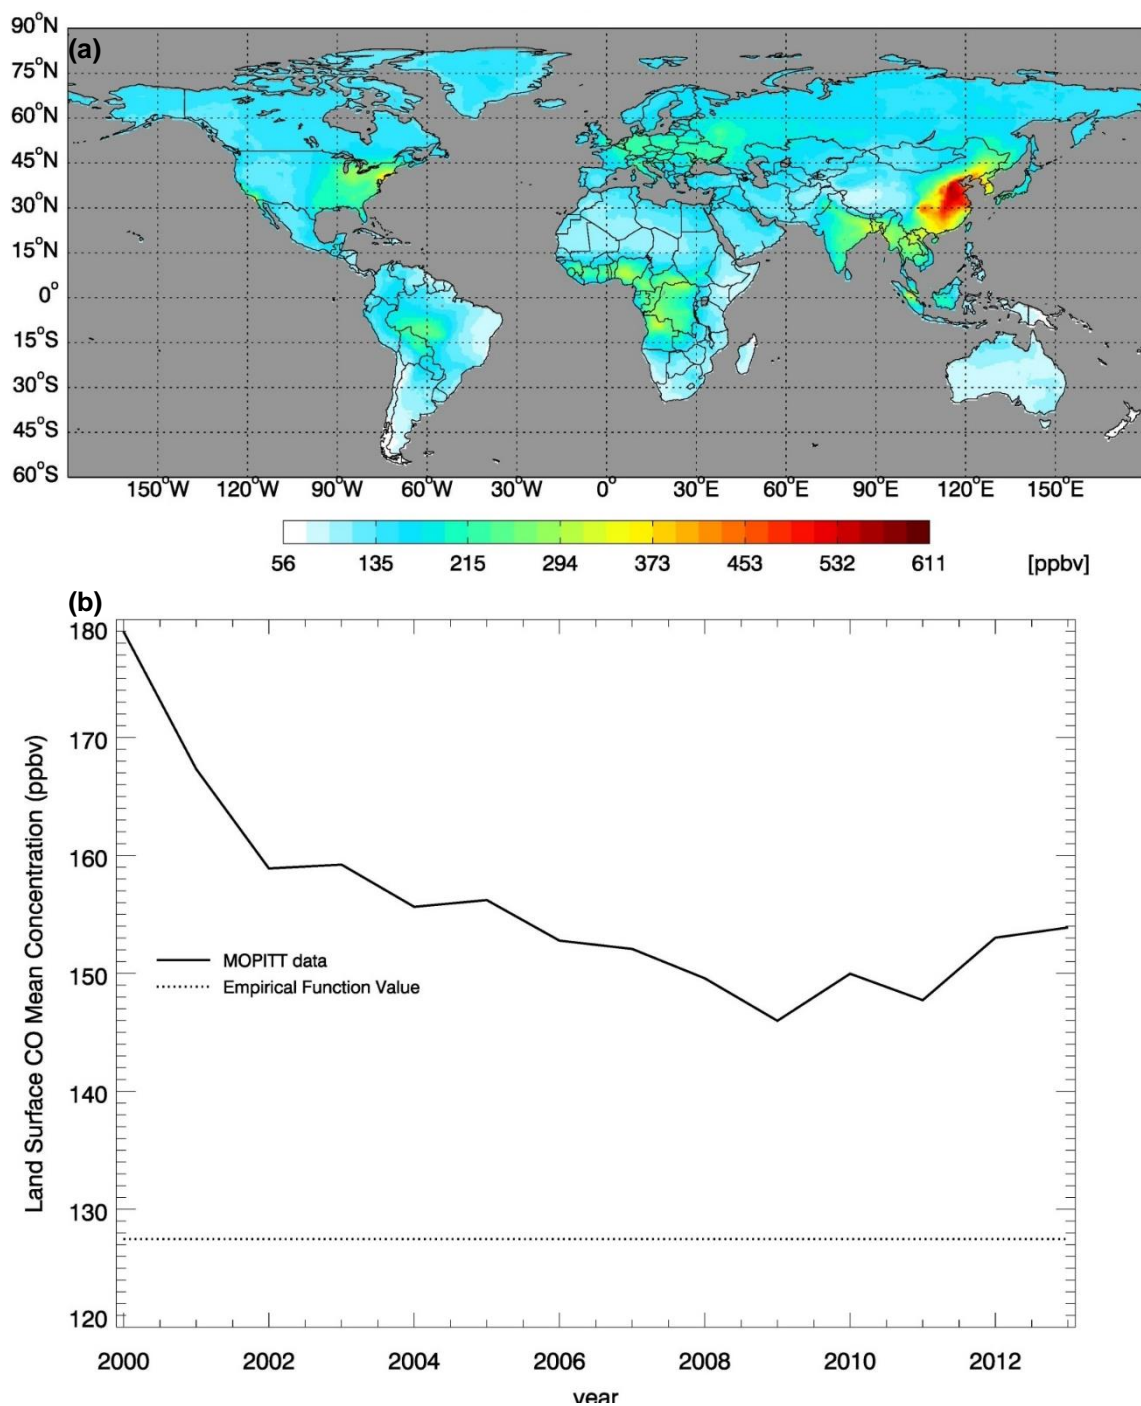 (a)
90°N
75°N
60°N
45°N
30°N
15°N
0°
15°S
30°S
45°S
60°S
150°W 120°W 90°W 60°W 30°W 0° 30°E 60°E 90°E 120°E 150°E
56 135 215 294 373 453 532 611 [ppbv]
(b)
Land Surface CO Mean Concentration (ppbv)
180
170
160
150
140
130
120
MOPITT data
Empirical Function Value
2000 2002 2004 2006 2008 2010 2012
year